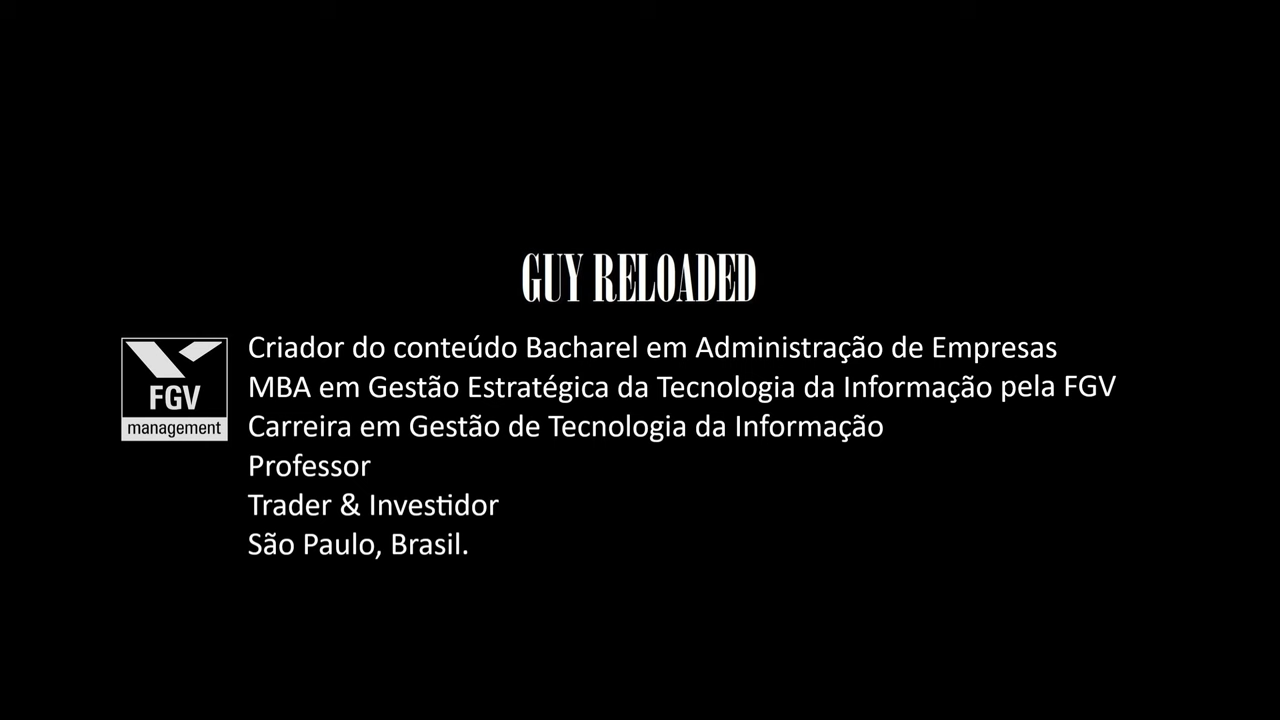 GUY RELOADED
FGV
management
Criador do conteúdo Bacharel em Administração de Empresas
MBA em Gestão Estratégica da Tecnologia da Informação pela FGV
Carreira em Gestão de Tecnologia da Informação
Professor
Trader & Investidor
São Paulo, Brasil.